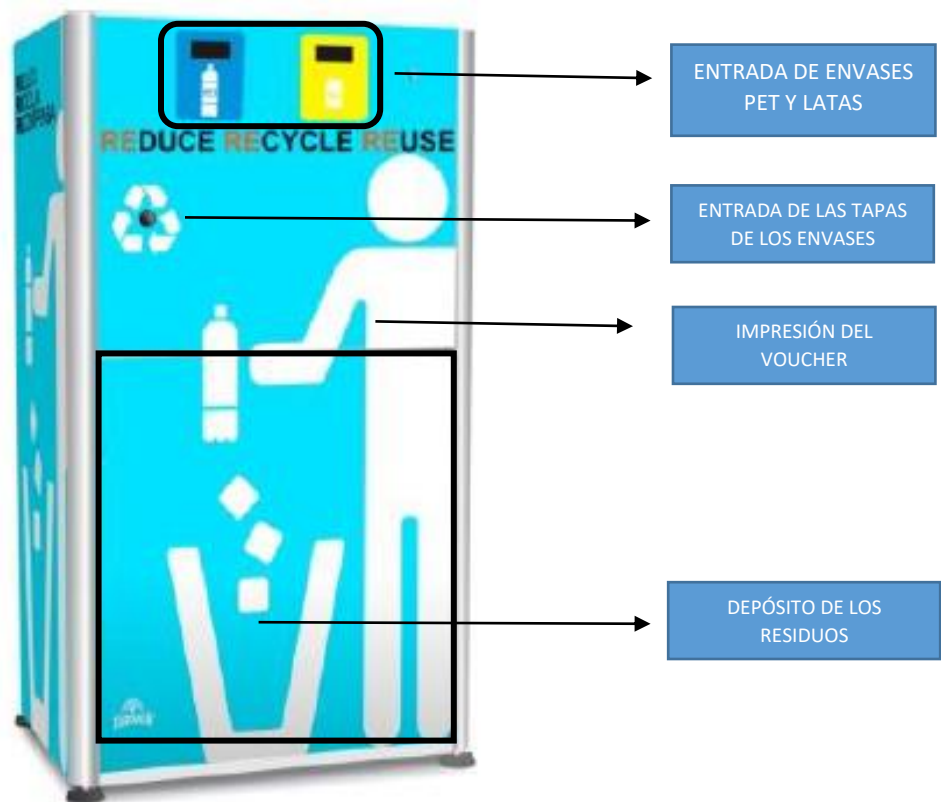 ENTRADA DE ENVASES
PET Y LATAS
REDUCE RECYCLE REUSE
ENTRADA DE LAS TAPAS
DE LOS ENVASES
IMPRESIÓN DEL
VOUCHER
DEPÓSITO DE LOS
RESIDUOS